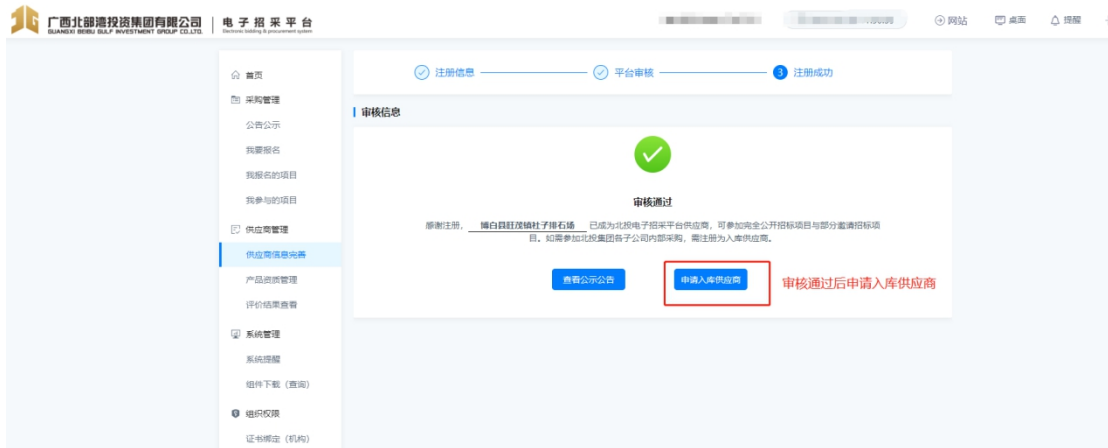 广西北部湾投资集团有限公司
GUANGXI BEIBU GULF INVESTMENT GROUP CO.,LTD.
电子招采平台
Electronic bidding & procurement system
网站
桌面
提醒
首页
采购管理
公告公示
我要报名
我报名的项目
我参与的项目
供应商管理
供应商信息完善
产品资质管理
评价结果查看
系统管理
系统提醒
组件下载（查询）
组织权限
证书绑定（机构）
注册信息
平台审核
3 注册成功
审核信息
审核通过
感谢注册， 博白县旺茂镇社子排石场 已成为北投电子招采平台供应商，可参加完全公开招标项目与部分邀请招标项
目。如需参加北投集团各子公司内部采购，需注册为入库供应商。
查看公示公告
申请入库供应商
审核通过后申请入库供应商